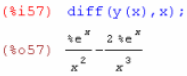 (%i57) diff(y(x),x);
(%o57) %e^x/x^2 - 2 %e^x/x^3